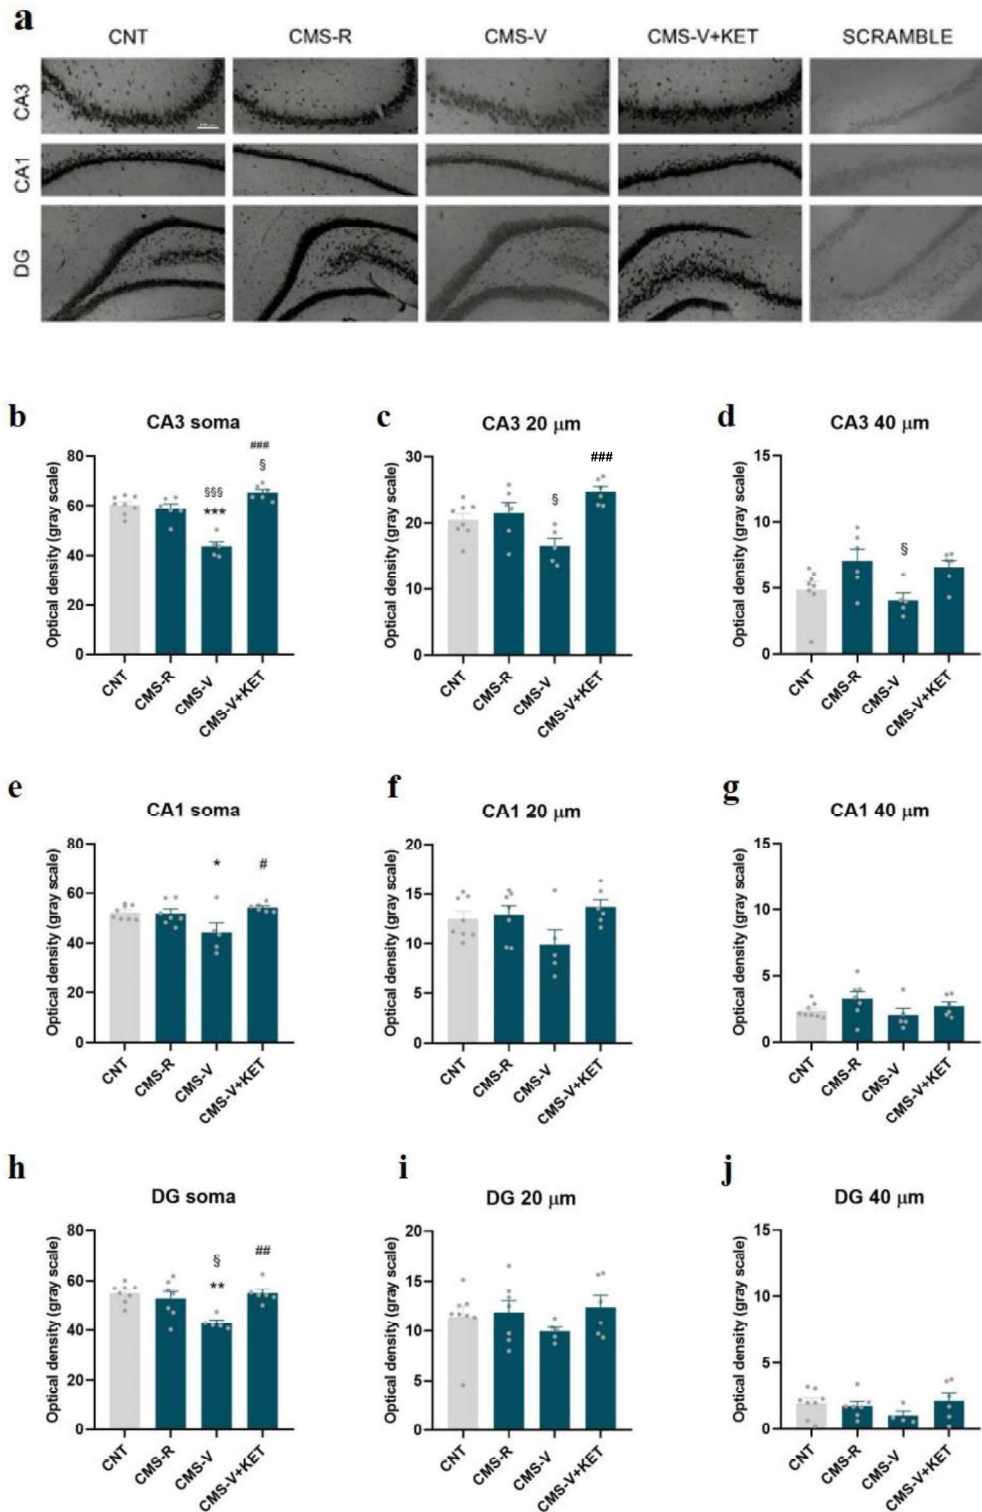 a
CNT CMS-R CMS-V CMS-V+KET SCRAMBLE
CA3
CA1
DG
b
CA3 soma
Optical density (gray scale)
80
60
40
20
0
§§§
***
###
§
CNT CMS-R CMS-V CMS-V+KET
c
CA3 20 μm
Optical density (gray scale)
30
20
10
0
§
###
CNT CMS-R CMS-V CMS-V+KET
d
CA3 40 μm
Optical density (gray scale)
15
10
5
0
§
CNT CMS-R CMS-V CMS-V+KET
e
CA1 soma
Optical density (gray scale)
80
60
40
20
0
*
#
CNT CMS-R CMS-V CMS-V+KET
f
CA1 20 μm
Optical density (gray scale)
20
15
10
5
0
CNT CMS-R CMS-V CMS-V+KET
g
CA1 40 μm
Optical density (gray scale)
15
10
5
0
CNT CMS-R CMS-V CMS-V+KET
h
DG soma
Optical density (gray scale)
80
60
40
20
0
§
**
##
CNT CMS-R CMS-V CMS-V+KET
i
DG 20 μm
Optical density (gray scale)
20
15
10
5
0
CNT CMS-R CMS-V CMS-V+KET
j
DG 40 μm
Optical density (gray scale)
15
10
5
0
CNT CMS-R CMS-V CMS-V+KET